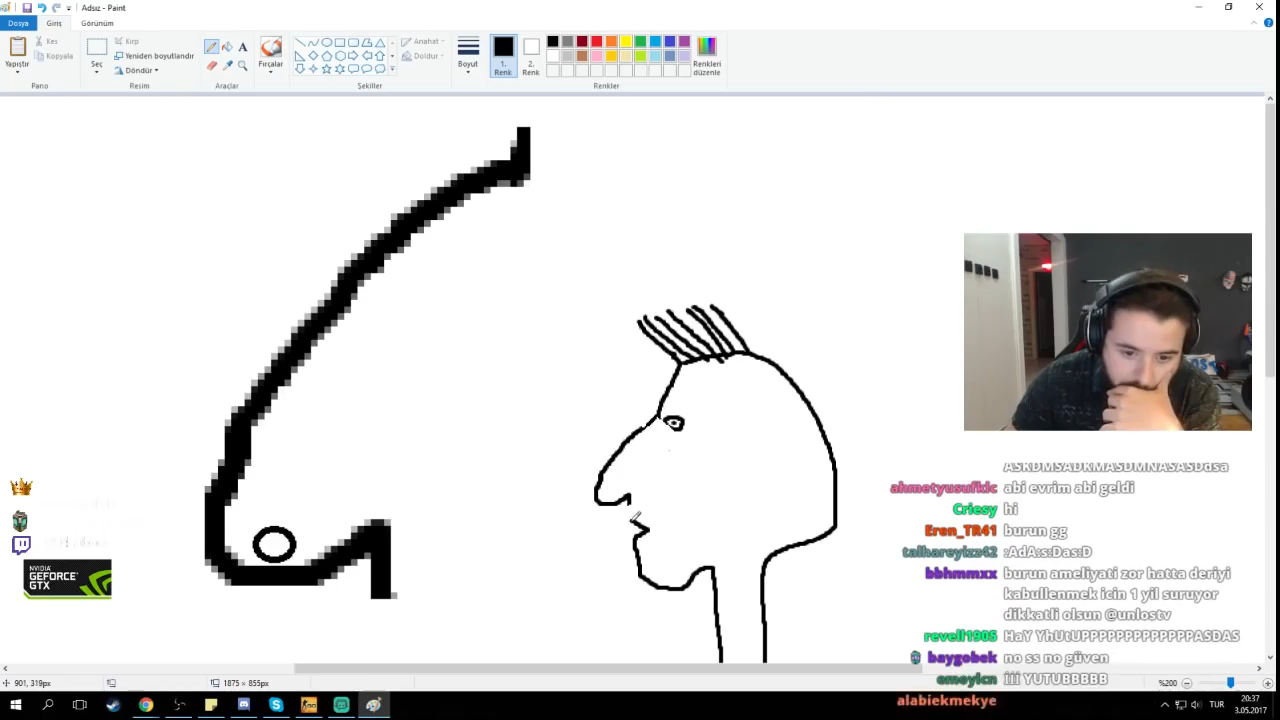 Adsız - Paint
Dosya
Giriş
Görünüm
Yapıştır
Kes
Kopyala
Pano
Seç
Kırp
Yeniden boyutlandır
Döndür
Resim
A
Araçlar
Fırçalar
Anahat
Doldur
Şekiller
Boyut
1.
Renk
2.
Renk
Renkleri
düzenle
Renkler
ASKDMSADKMASDMNASASDdsa
ahmetyusufklc abi evrim abi geldi
Criesy hi
Eren_TR41 burun gg
talhareyizz42 :AdA:s:Das:D
bbhmmxx burun ameliyati zor hatta deriyi
kabullenmek icin 1 yil suruyor
dikkatli olsun @unlostv
revell1905 HaY YhUtUPPPPPPPPPPPPPASDAS
baygobek no ss no güven
emeylcn iii YUTUBBBBB
alabiekmekye
NVIDIA
GEFORCE
GTX
901, 319px
1875 × 855px
%200
TUR
20:37
3.05.2017